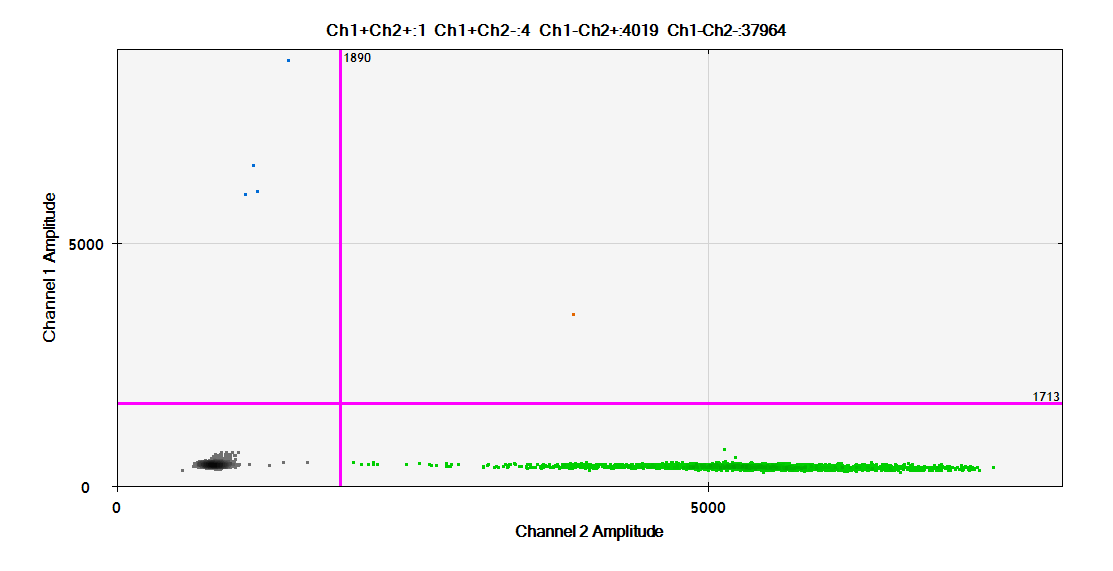 Ch1+Ch2+:1 Ch1+Ch2-:4 Ch1-Ch2+:4019 Ch1-Ch2-:37964
1890
Channel 1 Amplitude
5000
1713
0
0 5000
Channel 2 Amplitude